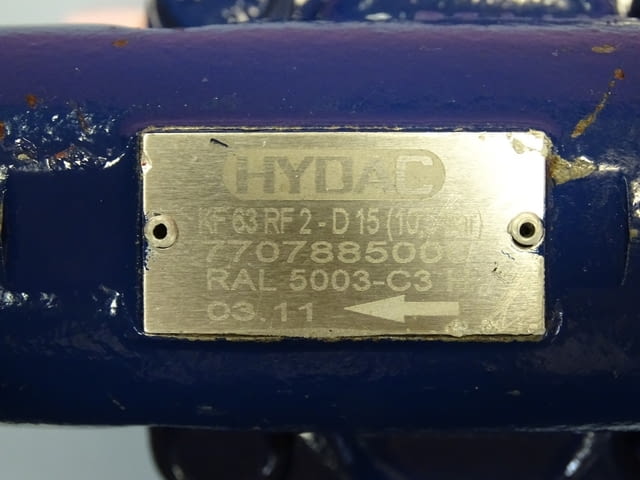 HYDAC
KF 63 RF 2 - D 15
770788500
RAL 5003-C3
03.11